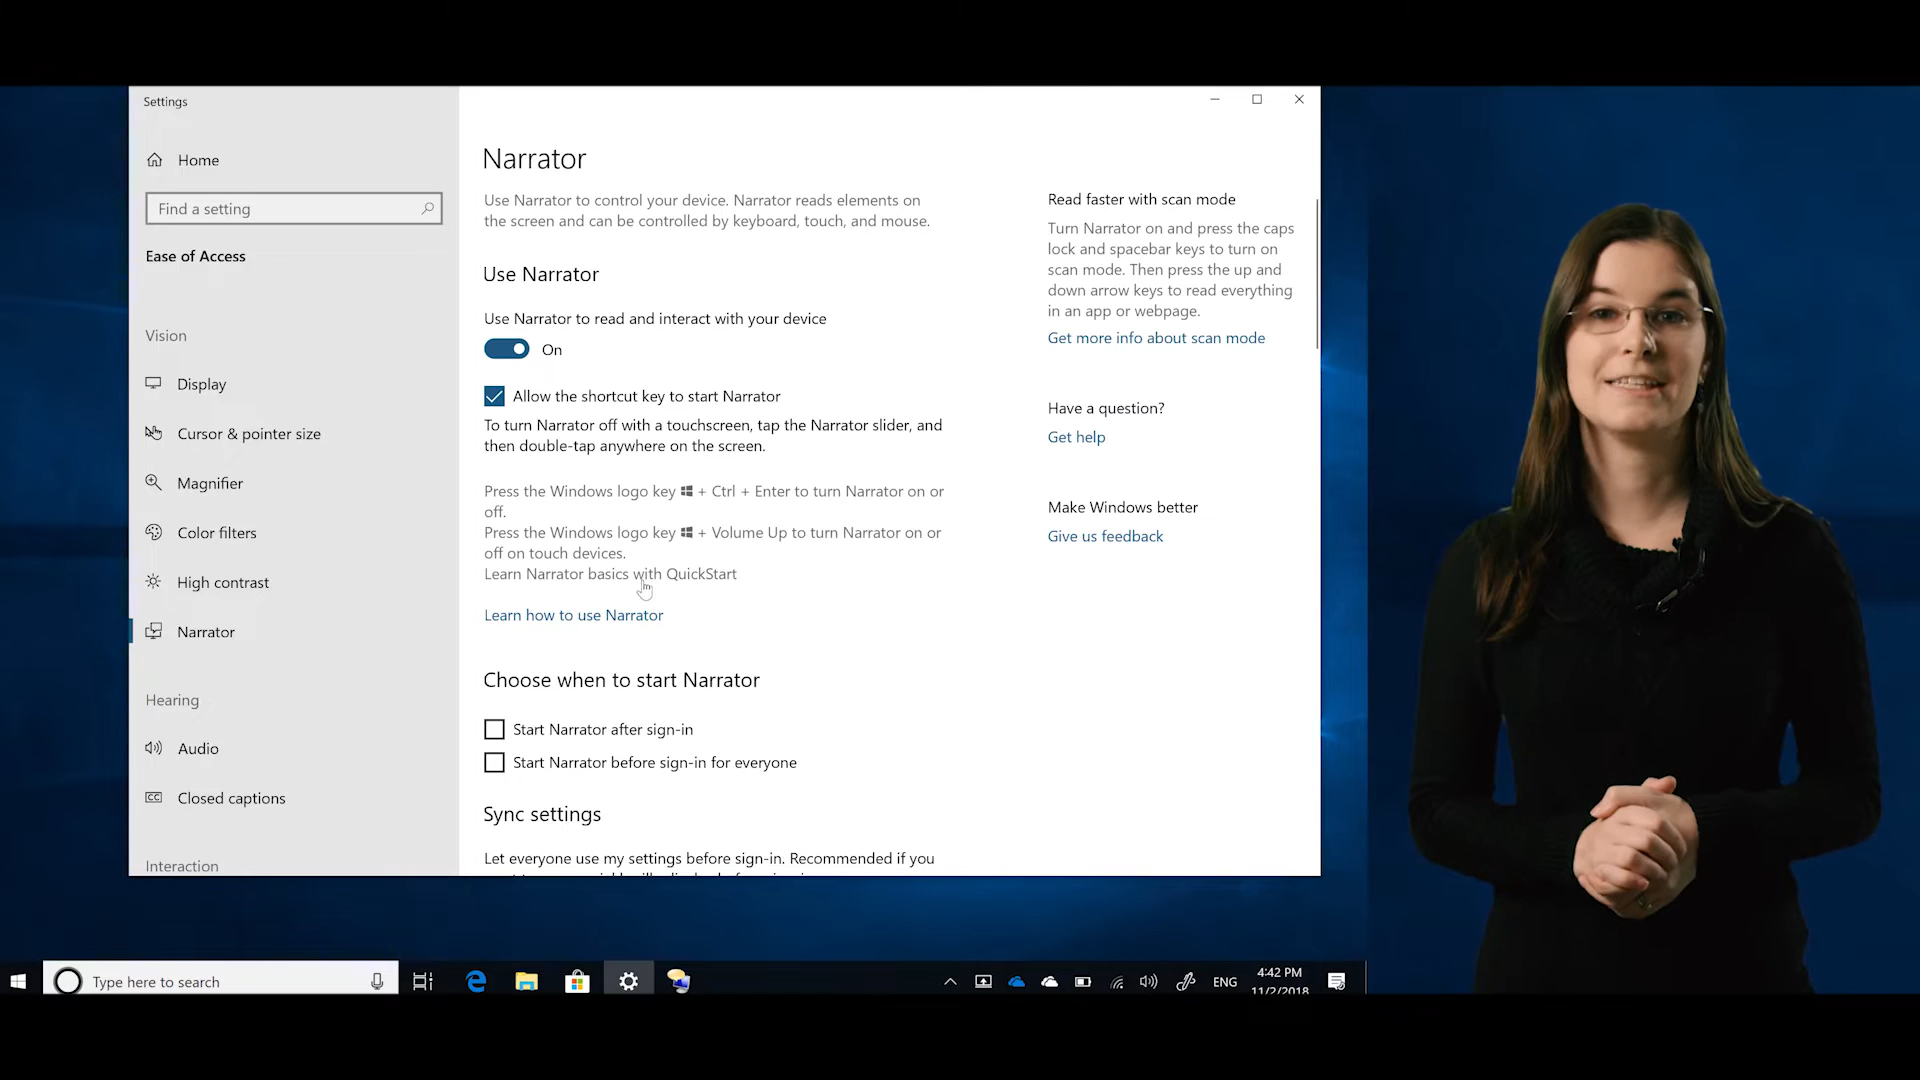 Settings
Home
Find a setting
Ease of Access
Vision
Display
Cursor & pointer size
Magnifier
Color filters
High contrast
Narrator
Hearing
Audio
CC
Closed captions
Interaction
Narrator
Use Narrator to control your device. Narrator reads elements on
the screen and can be controlled by keyboard, touch, and mouse.
Use Narrator
Use Narrator to read and interact with your device
On
Allow the shortcut key to start Narrator
To turn Narrator off with a touchscreen, tap the Narrator slider, and
then double-tap anywhere on the screen.
Press the Windows logo key + Ctrl + Enter to turn Narrator on or
off.
Press the Windows logo key + Volume Up to turn Narrator on or
off on touch devices.
Learn Narrator basics with QuickStart
Learn how to use Narrator
Choose when to start Narrator
Start Narrator after sign-in
Start Narrator before sign-in for everyone
Sync settings
Let everyone use my settings before sign-in. Recommended if you
Read faster with scan mode
Turn Narrator on and press the caps
lock and spacebar keys to turn on
scan mode. Then press the up and
down arrow keys to read everything
in an app or webpage.
Get more info about scan mode
Have a question?
Get help
Make Windows better
Give us feedback
Type here to search
ENG
4:42 PM
11/2/2018